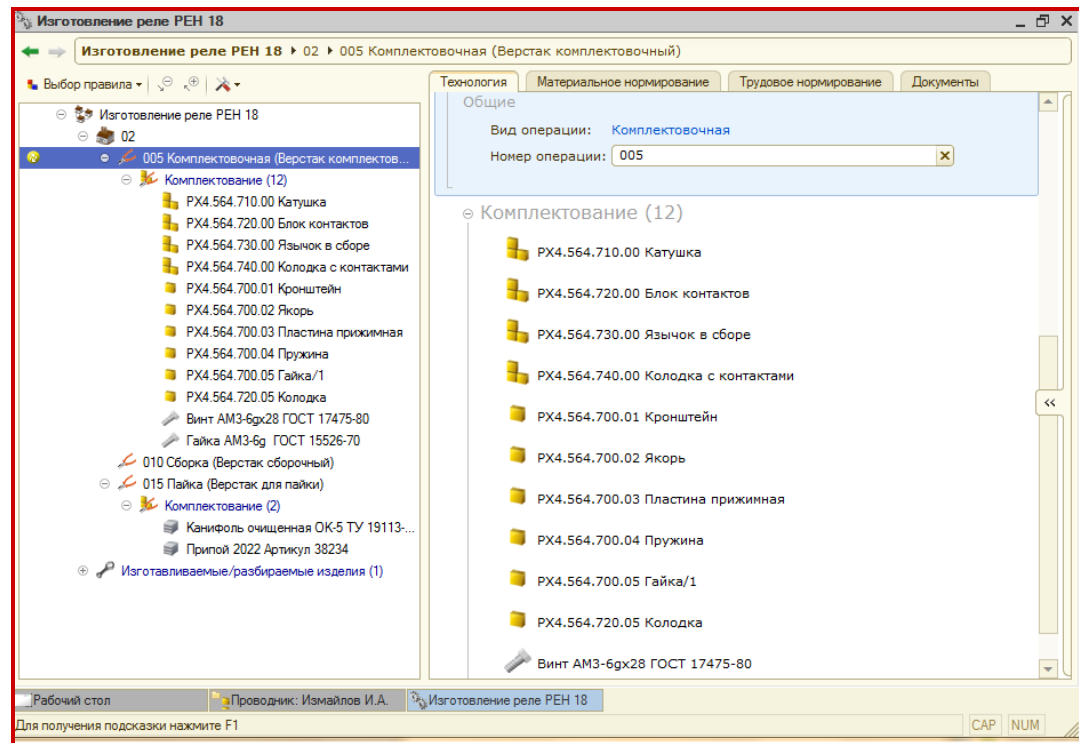 Изготовление реле РЕН 18
Изготовление реле РЕН 18 02 005 Комплектовочная (Верстак комплектовочный)
Выбор правила
Изготовление реле РЕН 18
02
005 Комплектовочная (Верстак комплектов...
Комплектование (12)
РХ4.564.710.00 Катушка
РХ4.564.720.00 Блок контактов
РХ4.564.730.00 Язычок в сборе
РХ4.564.740.00 Колодка с контактами
РХ4.564.700.01 Кронштейн
РХ4.564.700.02 Якорь
РХ4.564.700.03 Пластина прижимная
РХ4.564.700.04 Пружина
РХ4.564.700.05 Гайка/1
РХ4.564.720.05 Колодка
Винт АМ3-6gх28 ГОСТ 17475-80
Гайка АМ3-6g ГОСТ 15526-70
010 Сборка (Верстак сборочный)
015 Пайка (Верстак для пайки)
Комплектование (2)
Канифоль очищенная ОК-5 ТУ 19113-...
Припой 2022 Артикул 38234
Изготавливаемые/разбираемые изделия (1)
Технология Материальное нормирование Трудовое нормирование Документы
Общие
Вид операции: Комплектовочная
Номер операции: 005
Комплектование (12)
РХ4.564.710.00 Катушка
РХ4.564.720.00 Блок контактов
РХ4.564.730.00 Язычок в сборе
РХ4.564.740.00 Колодка с контактами
РХ4.564.700.01 Кронштейн
РХ4.564.700.02 Якорь
РХ4.564.700.03 Пластина прижимная
РХ4.564.700.04 Пружина
РХ4.564.700.05 Гайка/1
РХ4.564.720.05 Колодка
Винт АМ3-6gх28 ГОСТ 17475-80
Рабочий стол Проводник: Измайлов И.А. Изготовление реле РЕН 18
Для получения подсказки нажмите F1 CAP NUM